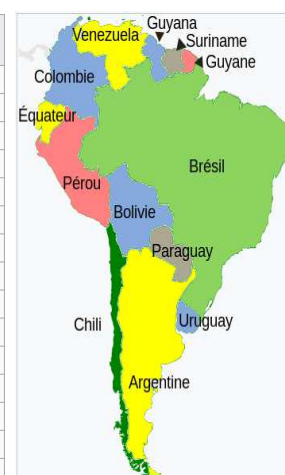 Guyana
Venezuela
Suriname
Guyane
Colombie
Équateur
Brésil
Pérou
Bolivie
Paraguay
Chili
Uruguay
Argentine